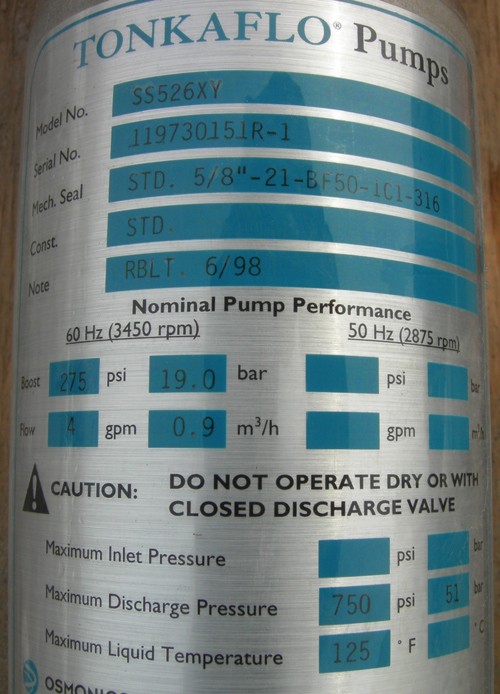 TONKAFLO® Pumps
Model No. SS526XY
Serial No. 119730151R-1
Mech. Seal STD. 5/8"-21-BF50-1C1-316
Const. STD.
Note RBLT. 6/98
Nominal Pump Performance
60 Hz (3450 rpm) 50 Hz (2875 rpm)
Boost 275 psi 19.0 bar psi bar
Flow 4 gpm 0.9 m³/h gpm m³/h
CAUTION: DO NOT OPERATE DRY OR WITH
CLOSED DISCHARGE VALVE
Maximum Inlet Pressure psi bar
Maximum Discharge Pressure 750 psi 51 bar
Maximum Liquid Temperature 125 °F °C